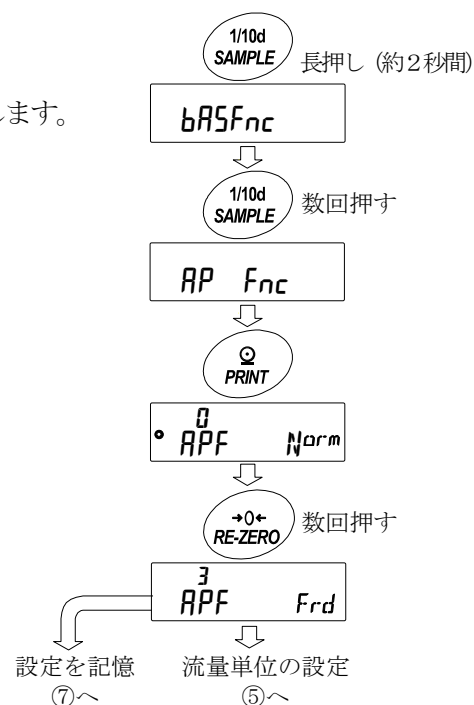 1/10d
SAMPLE
長押し（約2秒間）
します。
bASFnc
1/10d
SAMPLE
数回押す
AP Fnc
PRINT
0
APF Norm
→0←
RE-ZERO
数回押す
3
APF Frd
設定を記憶
⑦へ
流量単位の設定
⑤へ